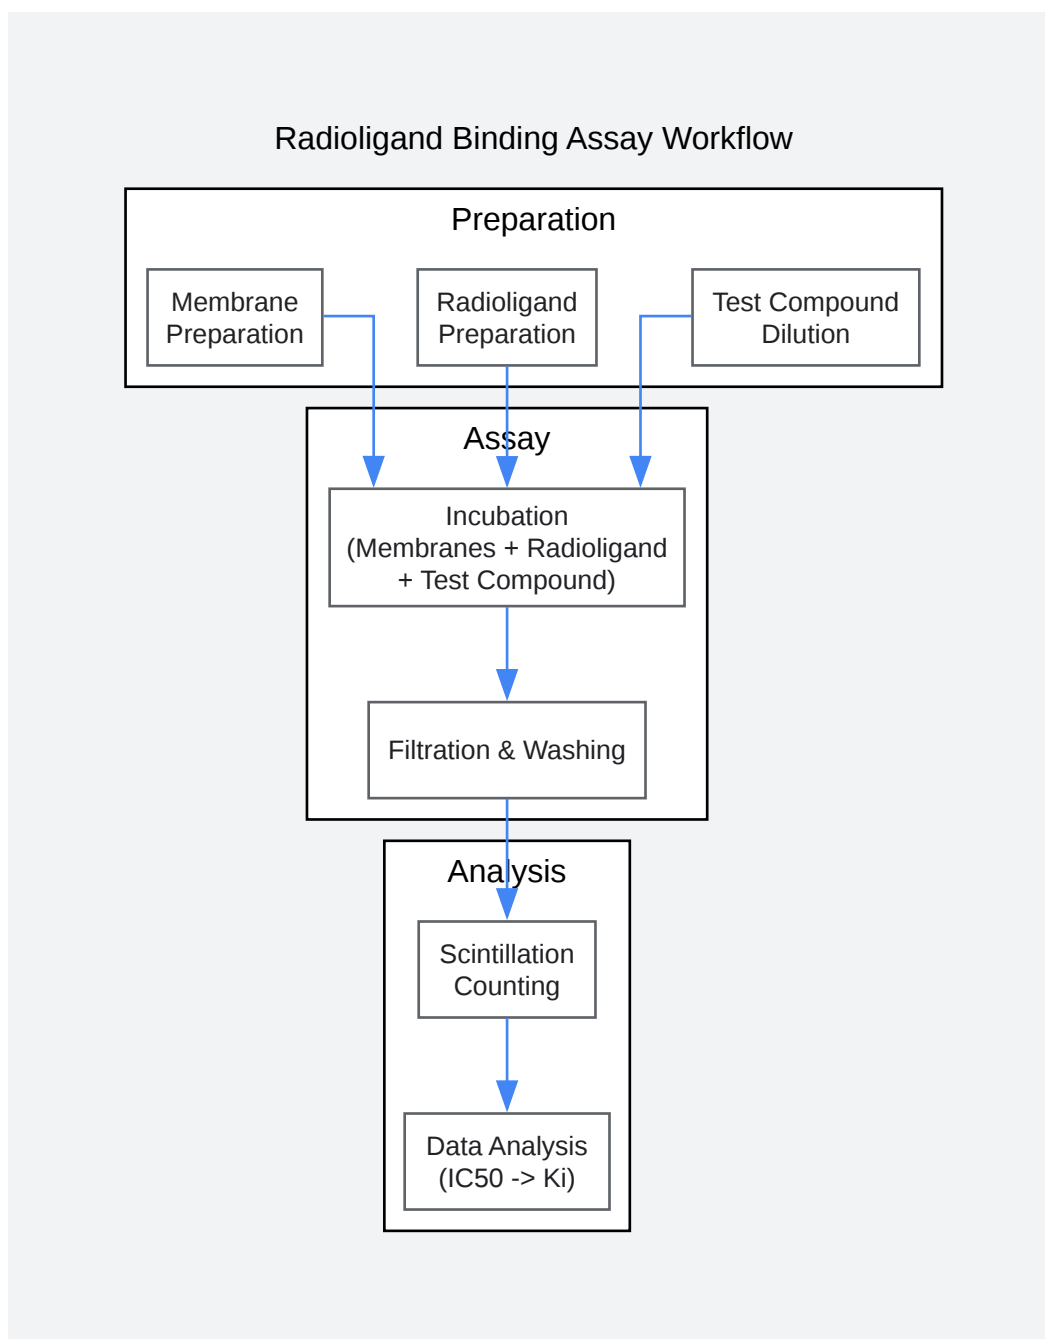 Radioligand Binding Assay Workflow
Preparation
Membrane
Preparation
Radioligand
Preparation
Test Compound
Dilution
Assay
Incubation
(Membranes + Radioligand
+ Test Compound)
Filtration & Washing
Analysis
Scintillation
Counting
Data Analysis
(IC50 -> Ki)